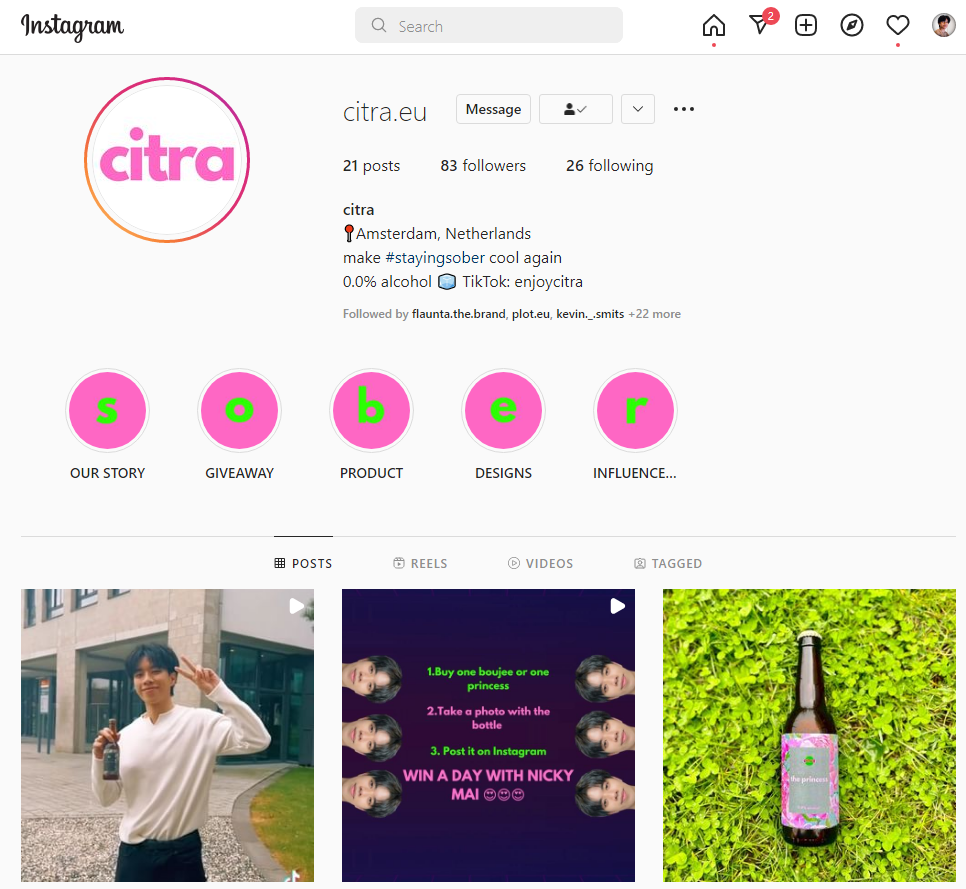 Instagram
Search
2
citra
citra.eu
Message
21 posts 83 followers 26 following
citra
📍Amsterdam, Netherlands
make #stayingsober cool again
0.0% alcohol 🧊 TikTok: enjoycitra
Followed by flaunta.the.brand, plot.eu, kevin._.smits +22 more
s o b e r
OUR STORY GIVEAWAY PRODUCT DESIGNS INFLUENCE...
POSTS REELS VIDEOS TAGGED
1.Buy one boujee or one
princess
2.Take a photo with the
bottle
3. Post it on Instagram
WIN A DAY WITH NICKY
MAI 😍😍😍
the princess